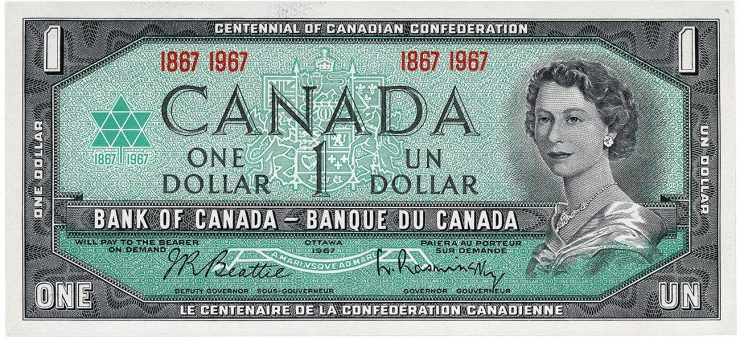 CENTENNIAL OF CANADIAN CONFEDERATION
1 1867 1967 1867 1967 1
CANADA
1867 1967
ONE DOLLAR 1 UN DOLLAR
ONE DOLLAR
UN DOLLAR
BANK OF CANADA – BANQUE DU CANADA
WILL PAY TO THE BEARER ON DEMAND
OTTAWA 1967
PAIERA AU PORTEUR SUR DEMANDE
A MARI USQUE AD MARE
J.R. Beattie
L. Rasminsky
DEPUTY GOVERNOR SOUS-GOUVERNEUR
GOVERNOR GOUVERNEUR
ONE UN
LE CENTENAIRE DE LA CONFEDERATION CANADIENNE